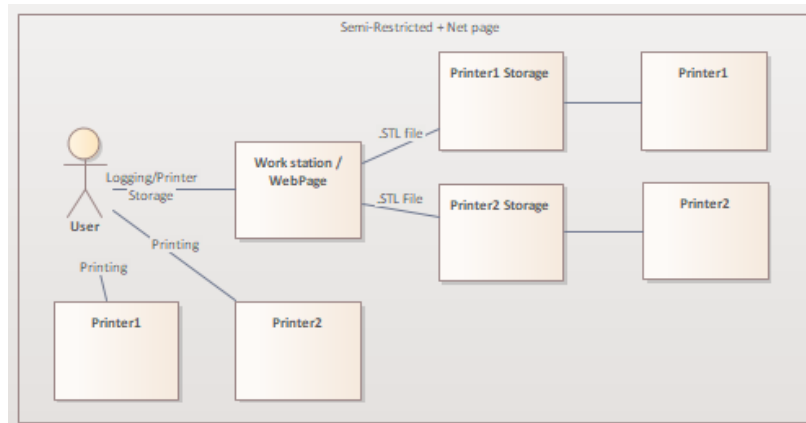 Semi-Restricted + Net page
Printer1 Storage
Printer1
.STL file
Work station /
WebPage
Logging/Printer
Storage
.STL File
Printer2 Storage
Printer2
User
Printing
Printing
Printer1
Printer2